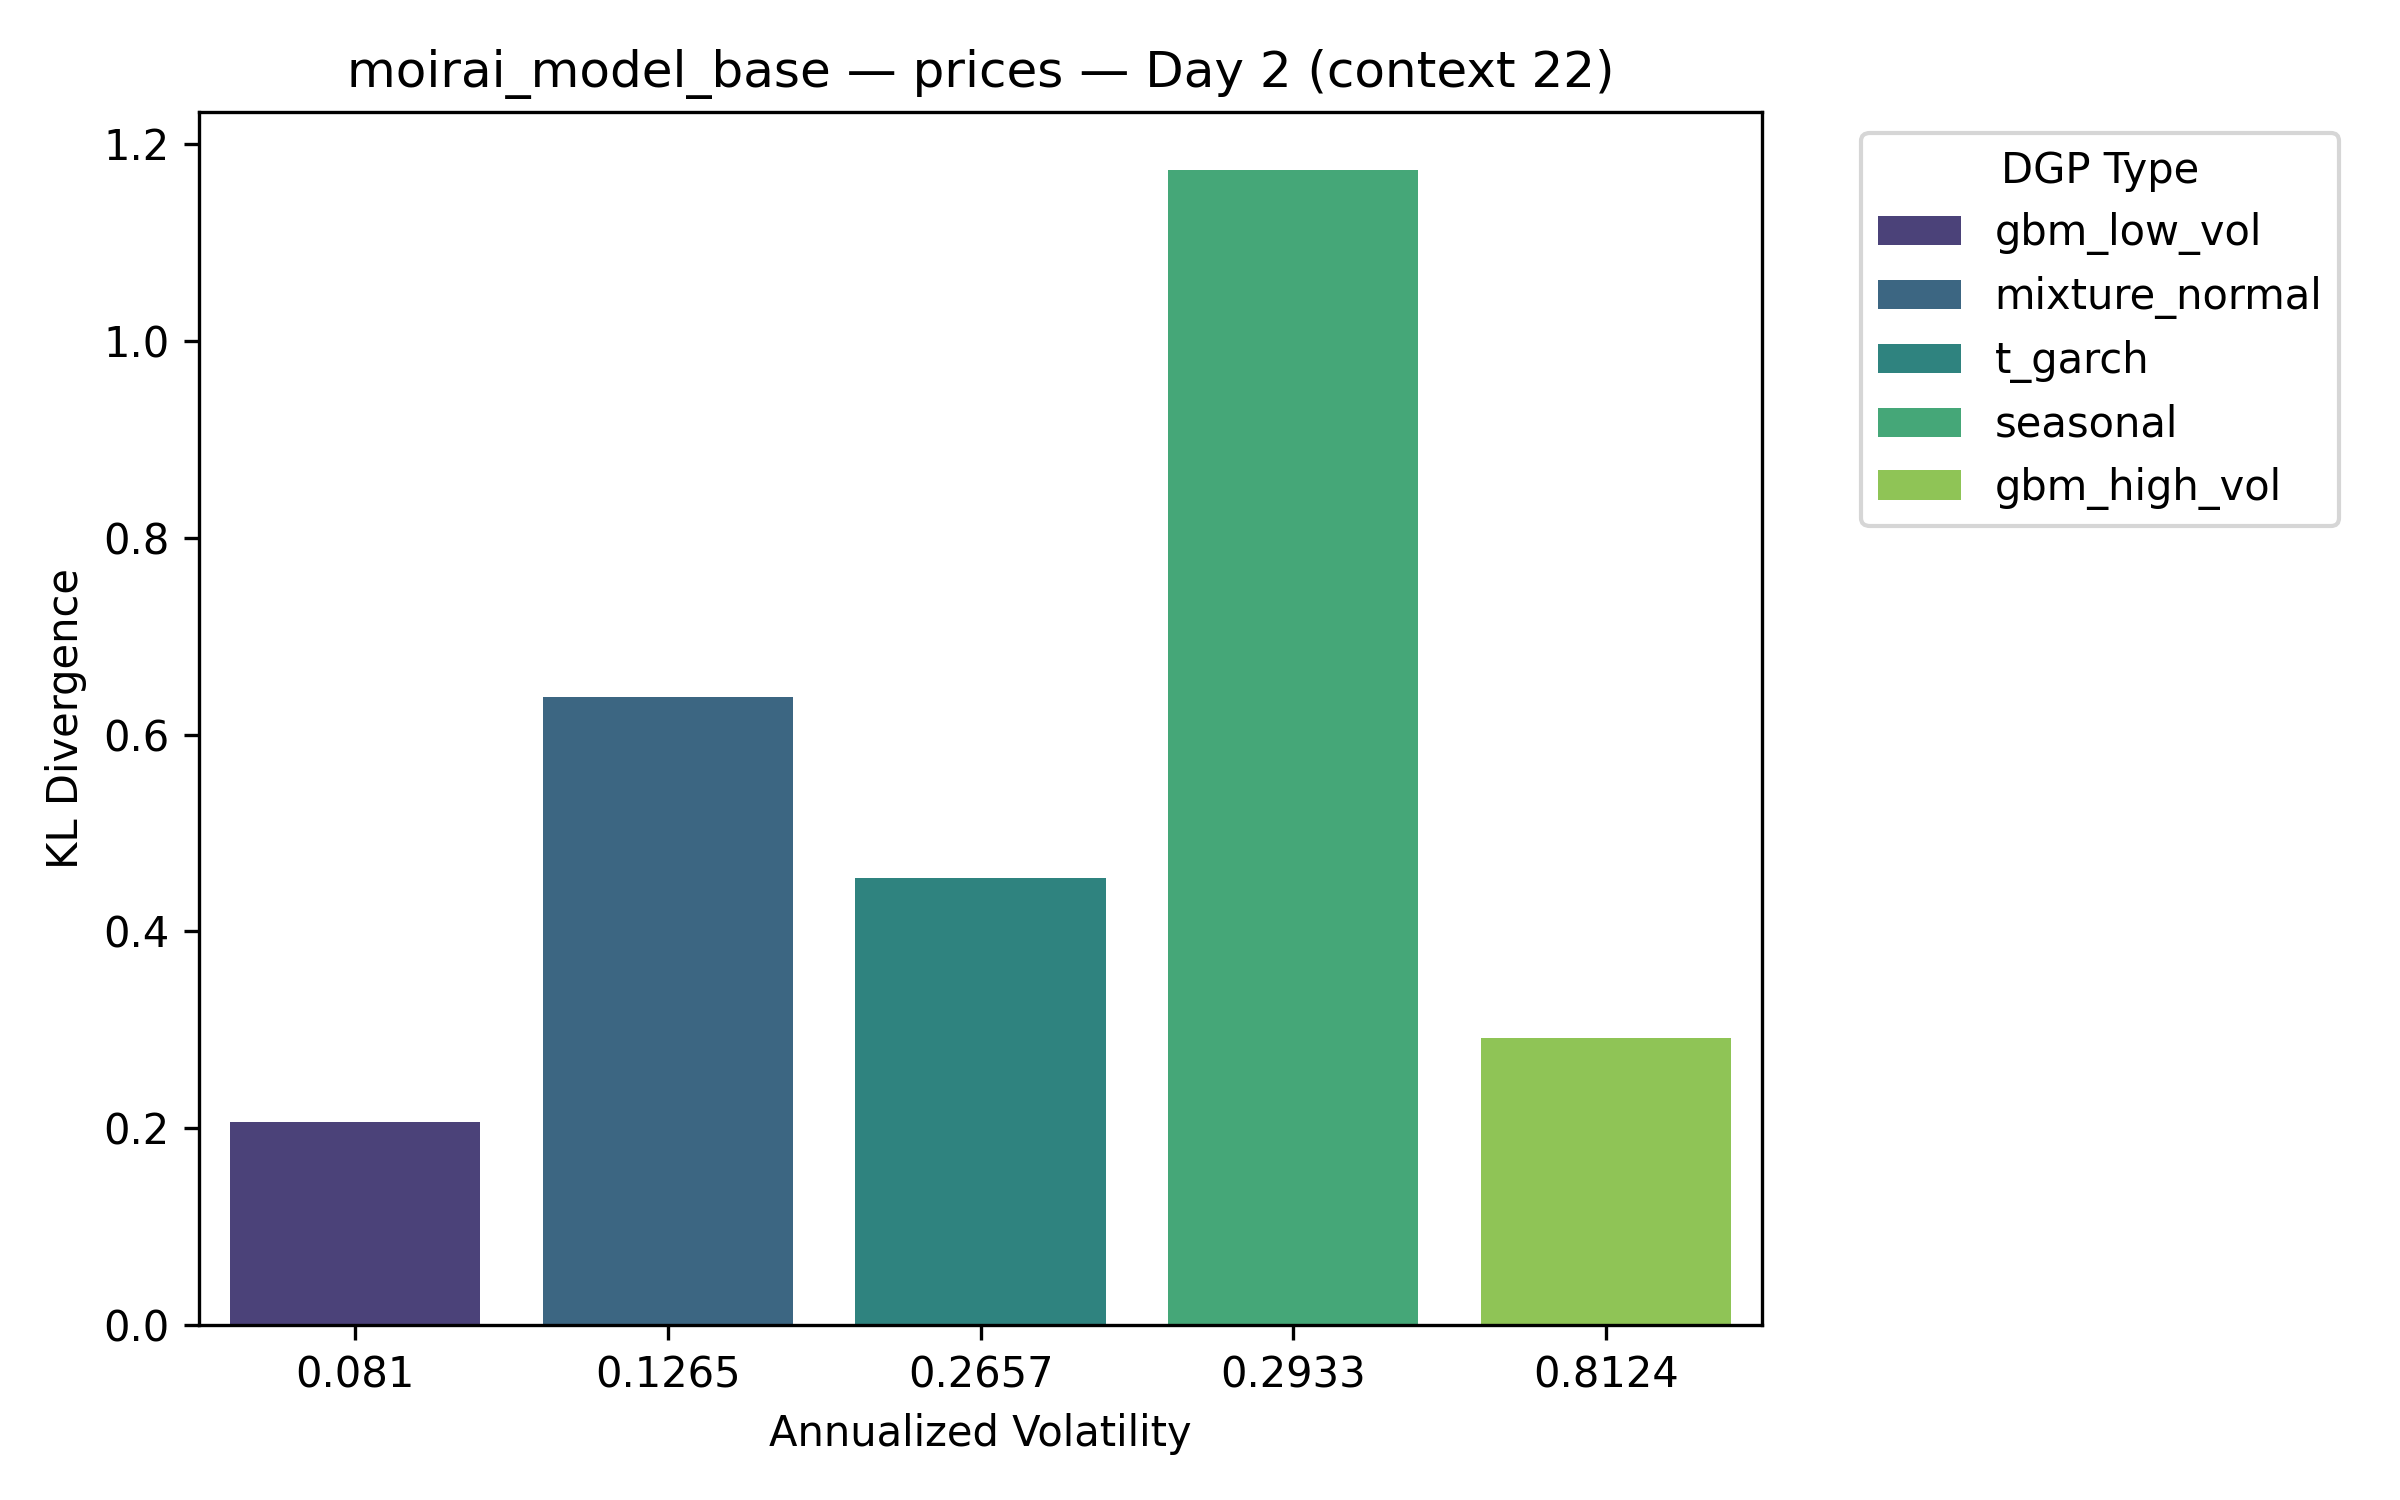 moirai_model_base — prices — Day 2 (context 22)
KL Divergence
1.2
1.0
0.8
0.6
0.4
0.2
0.0
0.081 0.1265 0.2657 0.2933 0.8124
Annualized Volatility
DGP Type
gbm_low_vol
mixture_normal
t_garch
seasonal
gbm_high_vol